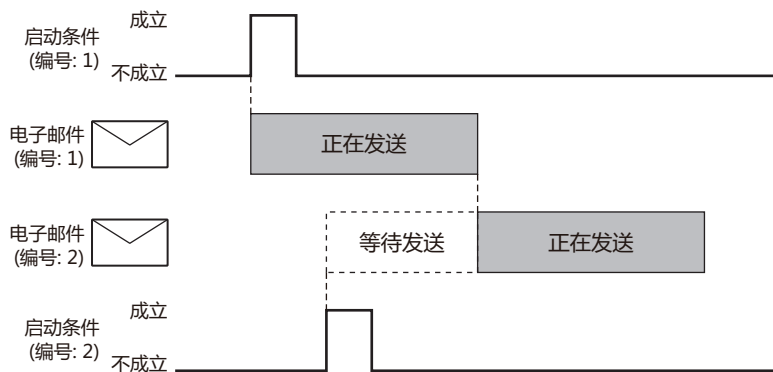 成立
启动条件
(编号: 1)
不成立
电子邮件
(编号: 1)
正在发送
电子邮件
(编号: 2)
等待发送
正在发送
成立
启动条件
(编号: 2)
不成立